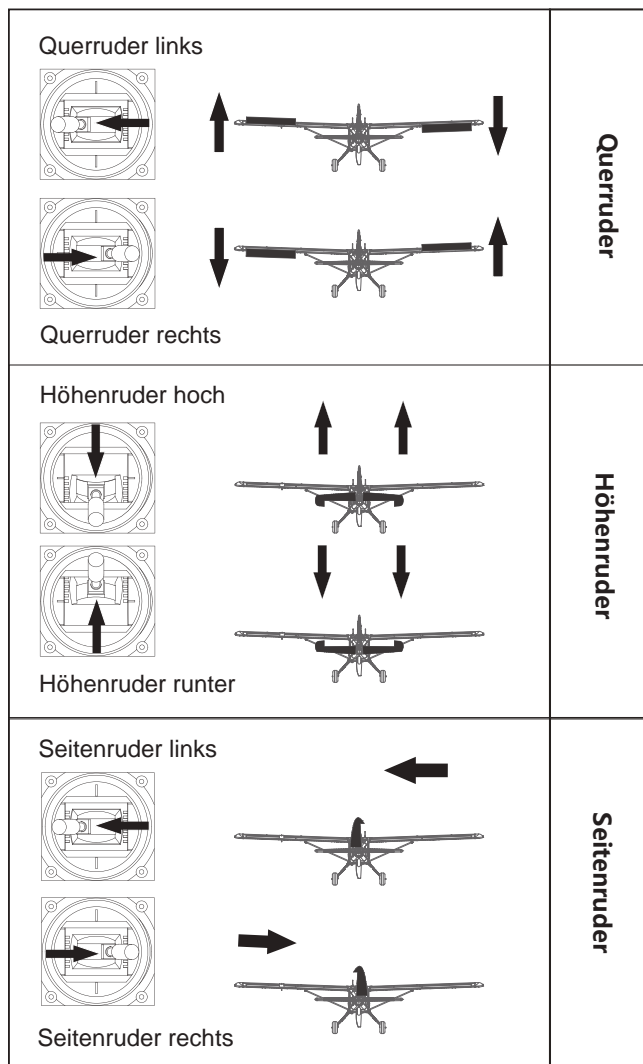 Querruder links
Querruder rechts
Querruder
Höhenruder hoch
Höhenruder runter
Höhenruder
Seitenruder links
Seitenruder rechts
Seitenruder